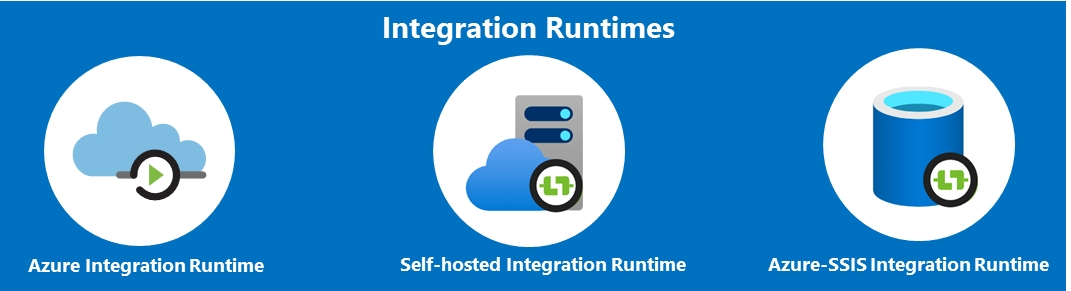 Integration Runtimes
Azure Integration Runtime
Self-hosted Integration Runtime
Azure-SSIS Integration Runtime